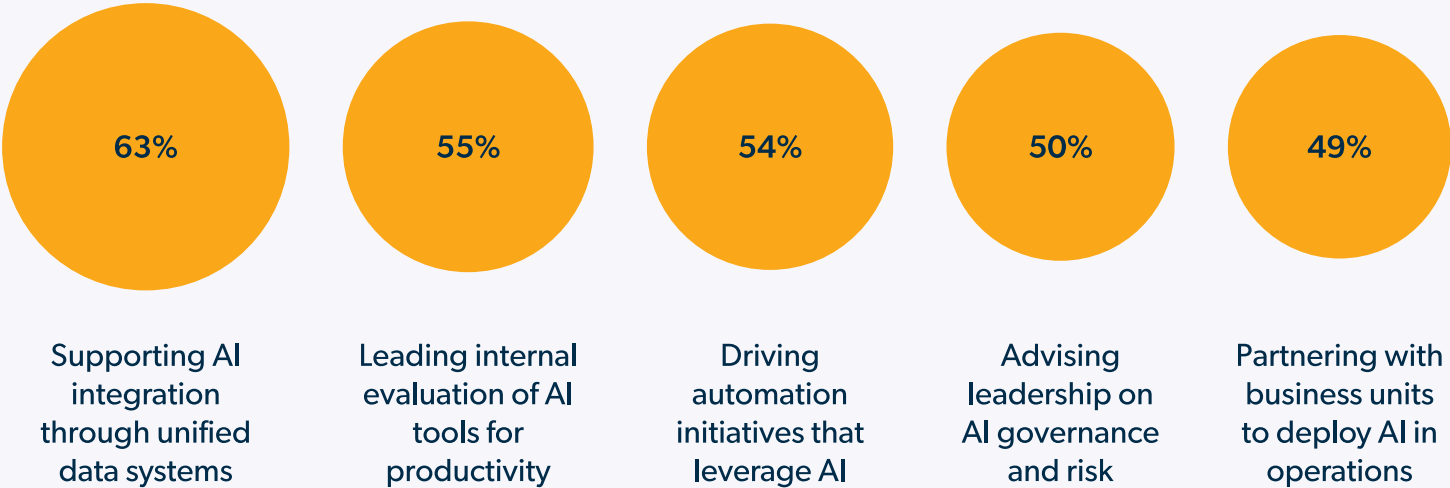 63%
55%
54%
50%
49%
Supporting AI
integration
through unified
data systems
Leading internal
evaluation of AI
tools for
productivity
Driving
automation
initiatives that
leverage AI
Advising
leadership on
AI governance
and risk
Partnering with
business units
to deploy AI in
operations